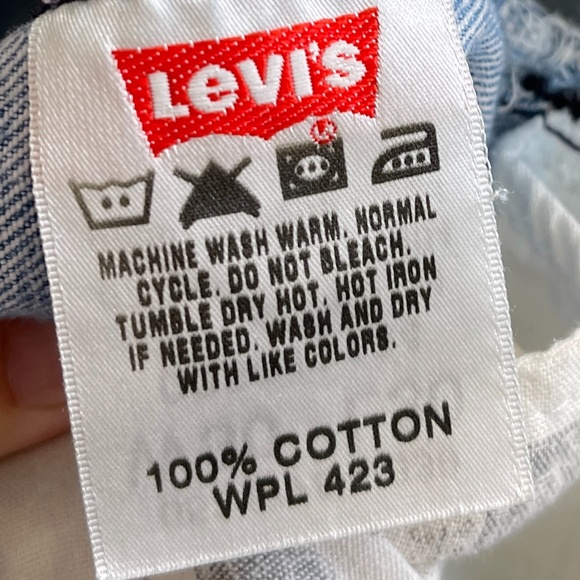 Levi's
MACHINE WASH WARM. NORMAL
CYCLE. DO NOT BLEACH.
TUMBLE DRY HOT. HOT IRON
IF NEEDED. WASH AND DRY
WITH LIKE COLORS.
100% COTTON
WPL 423